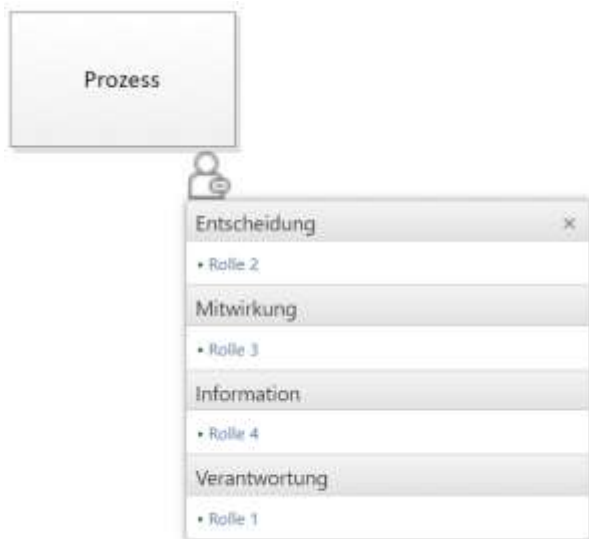 Prozess
Entscheidung
• Rolle 2
Mitwirkung
• Rolle 3
Information
• Rolle 4
Verantwortung
• Rolle 1